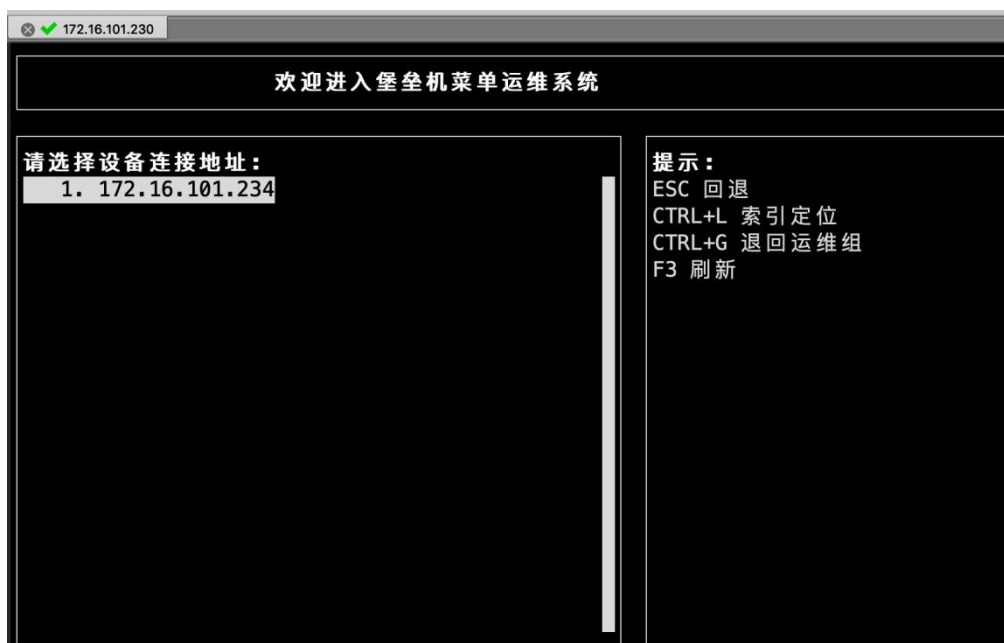 172.16.101.230
欢迎进入堡垒机菜单运维系统
请选择设备连接地址:
1. 172.16.101.234
提示:
ESC 回退
CTRL+L 索引定位
CTRL+G 退回运维组
F3 刷新